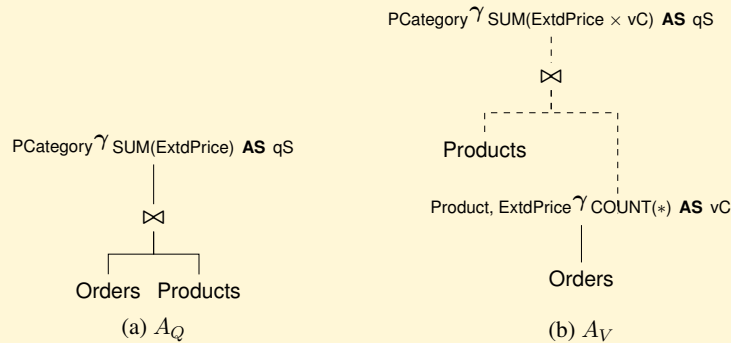 PCategory γ SUM(ExtdPrice × vC) AS qS
⋈
Products
Product, ExtdPrice γ COUNT(∗) AS vC
Orders
(b) A_V
PCategory γ SUM(ExtdPrice) AS qS
⋈
Orders Products
(a) A_Q